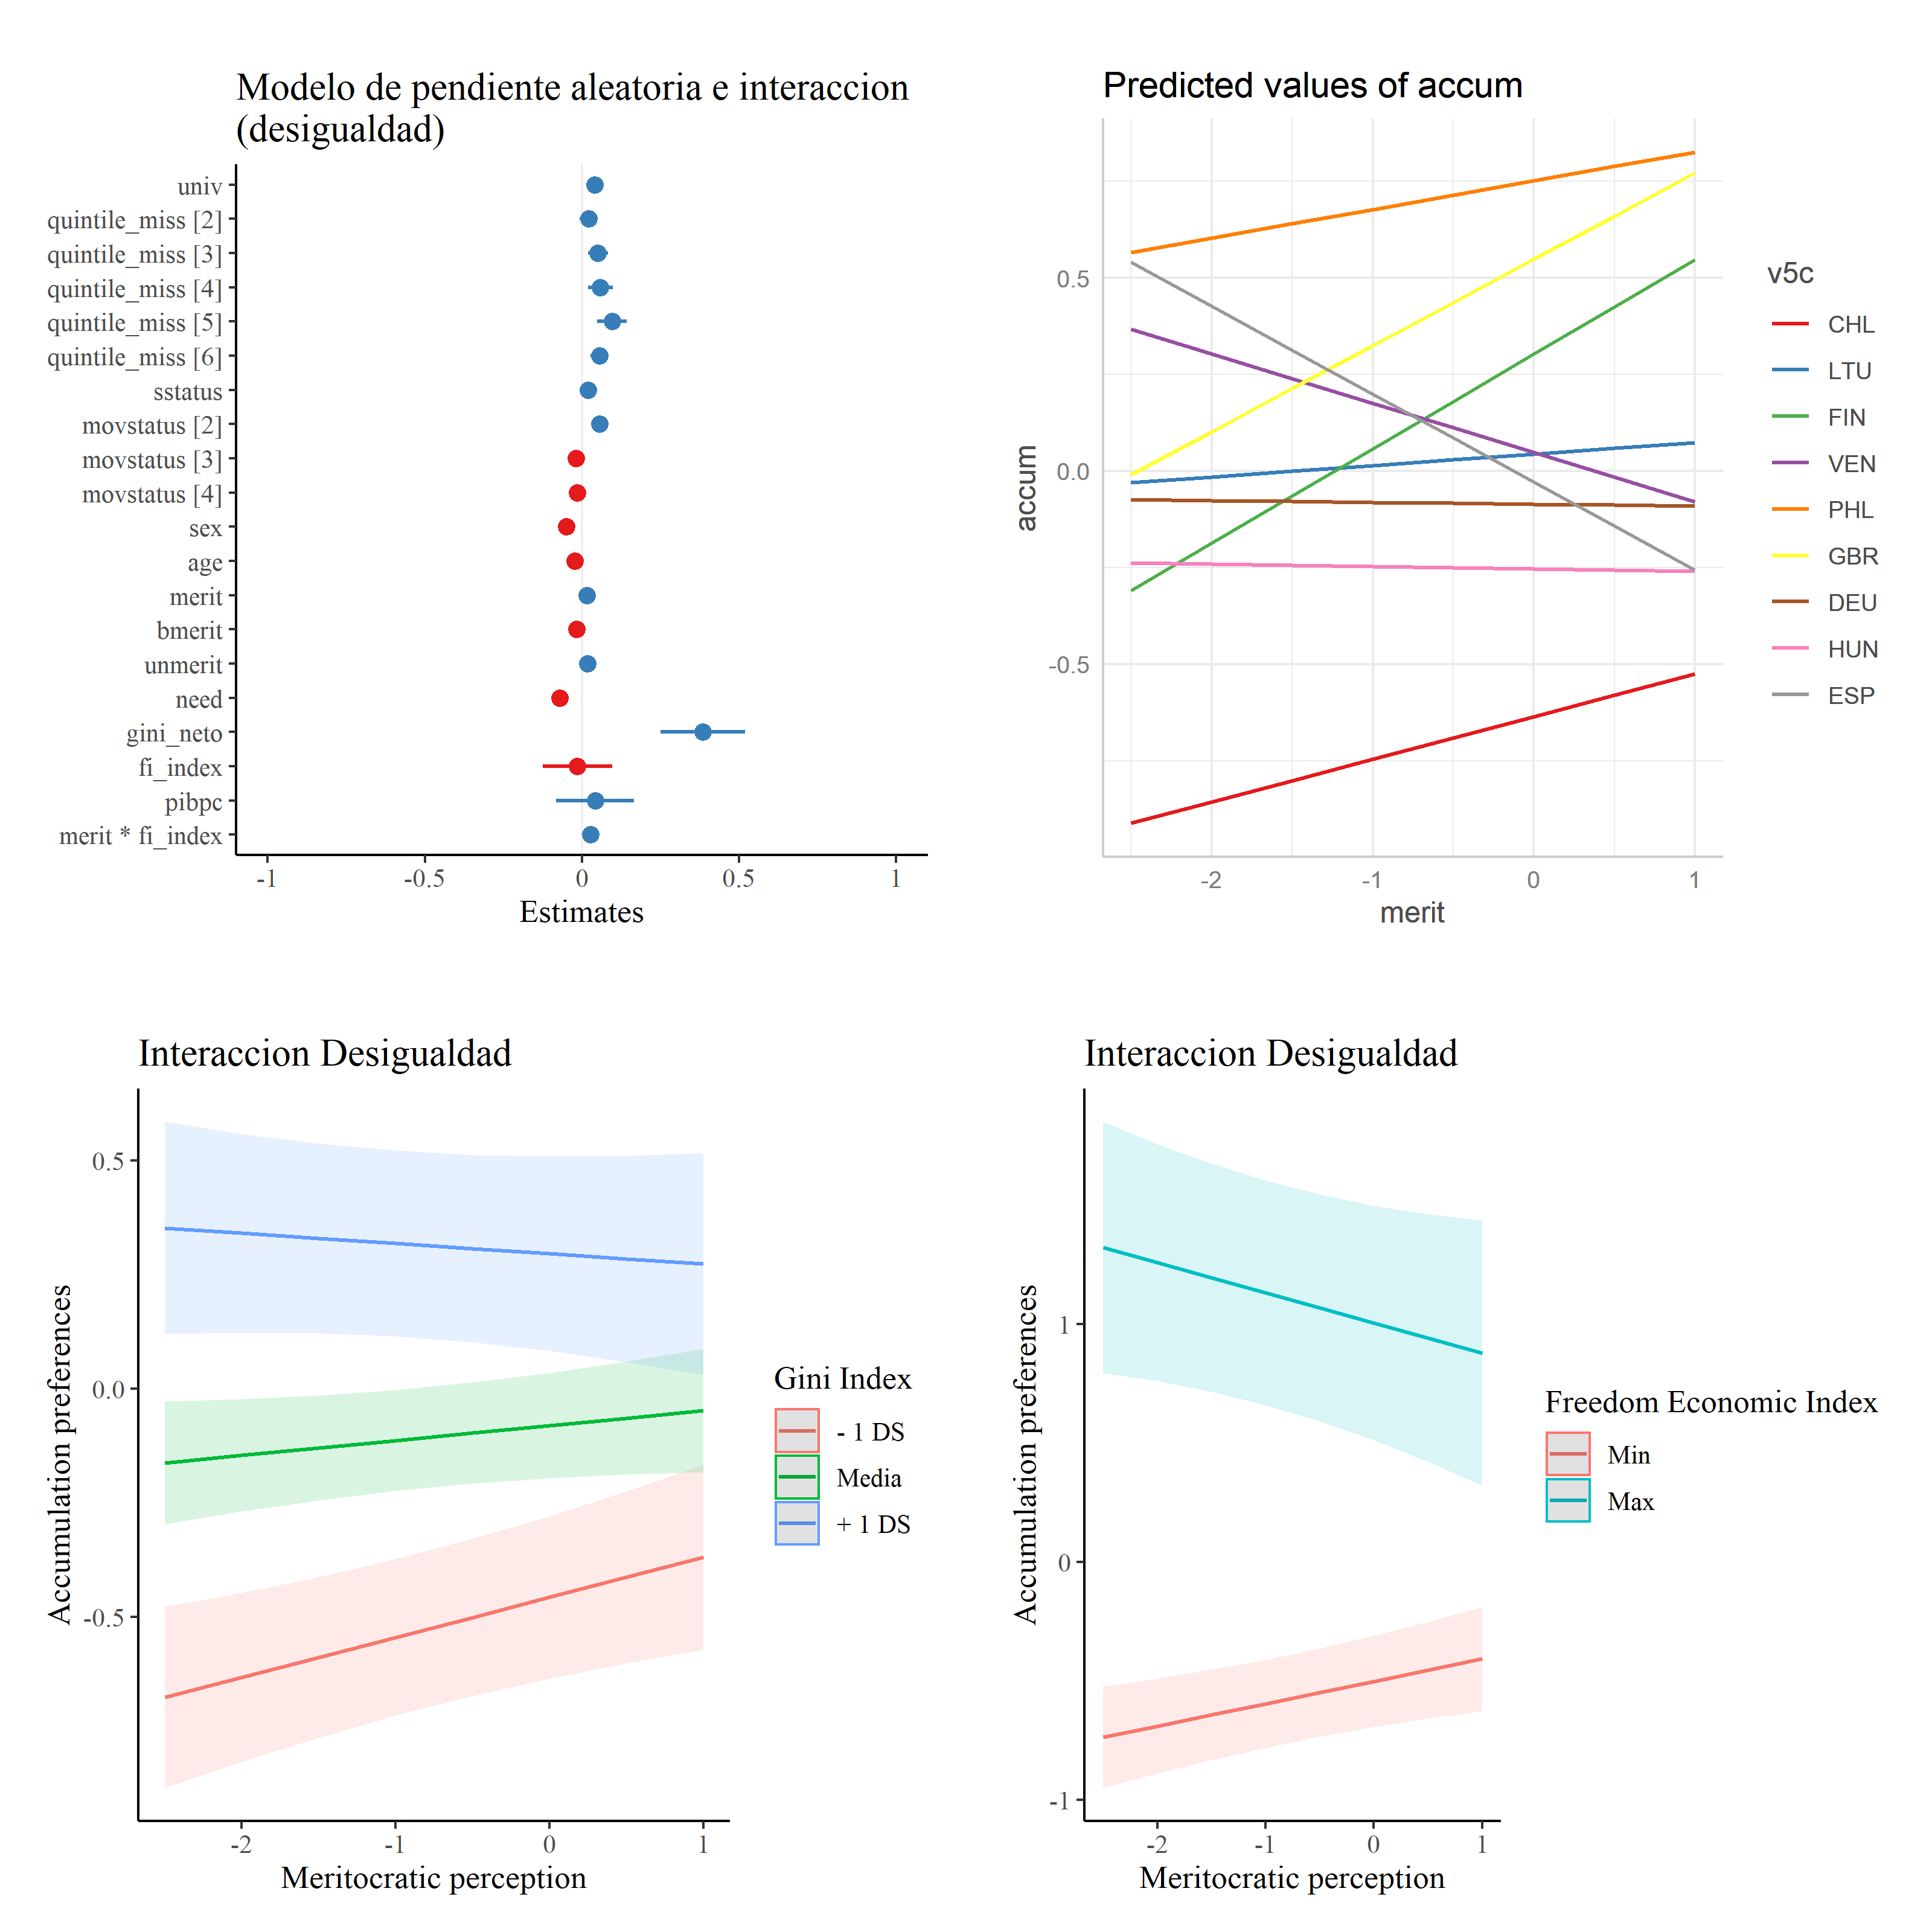 Modelo de pendiente aleatoria e interaccion
(desigualdad)
univ
quintile_miss [2]
quintile_miss [3]
quintile_miss [4]
quintile_miss [5]
quintile_miss [6]
sstatus
movstatus [2]
movstatus [3]
movstatus [4]
sex
age
merit
bmerit
unmerit
need
gini_neto
fi_index
pibpc
merit * fi_index
-1 -0.5 0 0.5 1
Estimates
Predicted values of accum
accum
0.5
0.0
-0.5
-2 -1 0 1
merit
v5c
CHL
LTU
FIN
VEN
PHL
GBR
DEU
HUN
ESP
Interaccion Desigualdad
Accumulation preferences
0.5
0.0
-0.5
-2 -1 0 1
Meritocratic perception
Gini Index
- 1 DS
Media
+ 1 DS
Interaccion Desigualdad
Accumulation preferences
1
0
-1
-2 -1 0 1
Meritocratic perception
Freedom Economic Index
Min
Max